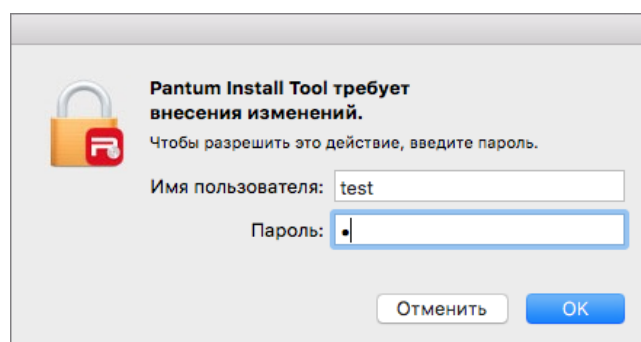 Pantum Install Tool требует
внесения изменений.
Чтобы разрешить это действие, введите пароль.
Имя пользователя: test
Пароль: •
Отменить OK